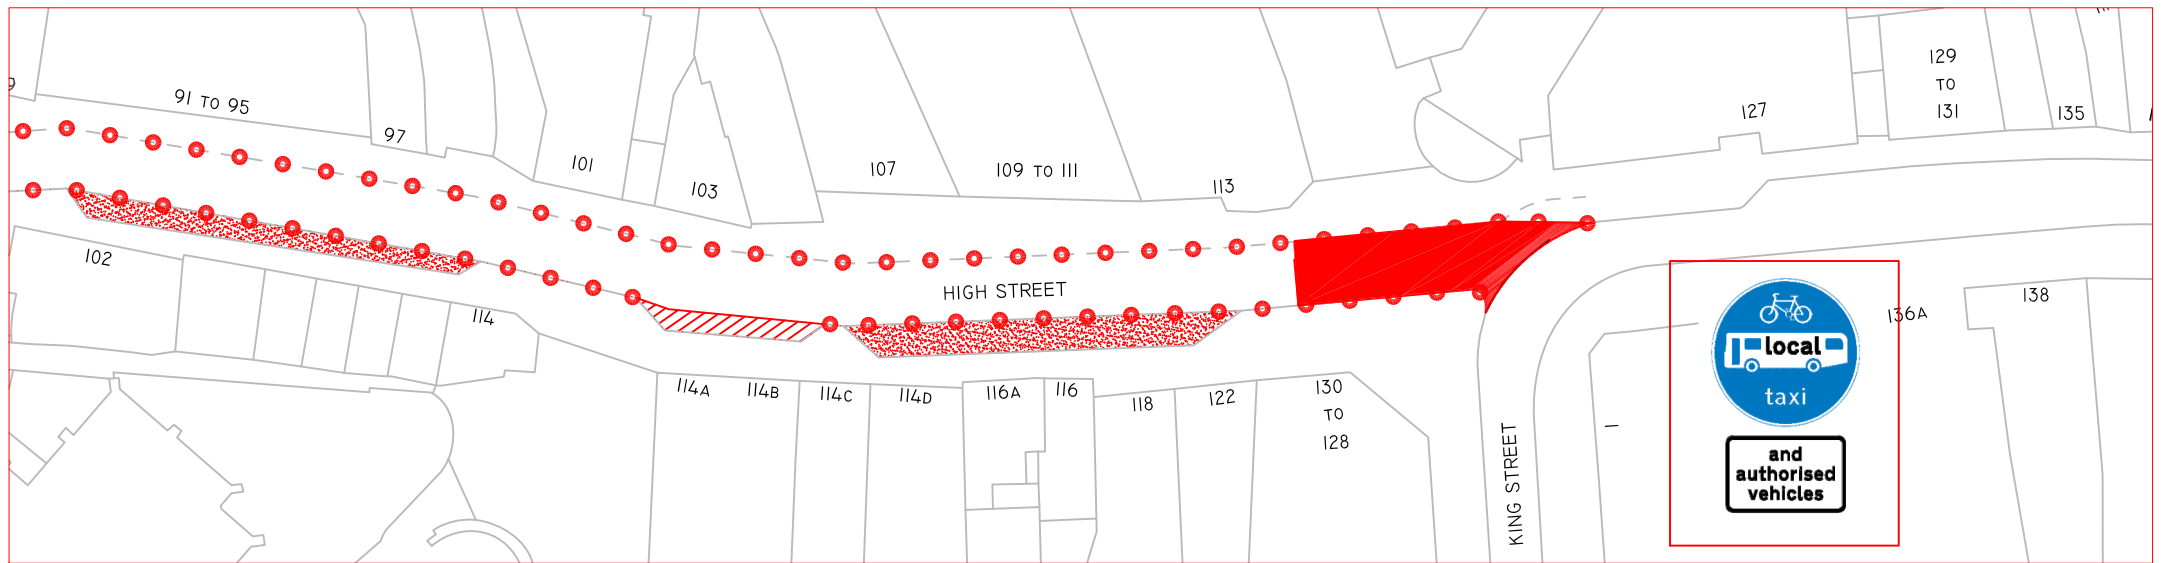 91 TO 95
97
101
103
107
109 TO 111
113
127
129
TO
131
135
102
114
HIGH STREET
114A
114B
114C
114D
116A
116
118
122
130
TO
128
KING STREET
local
taxi
and
authorised
vehicles
136A
138